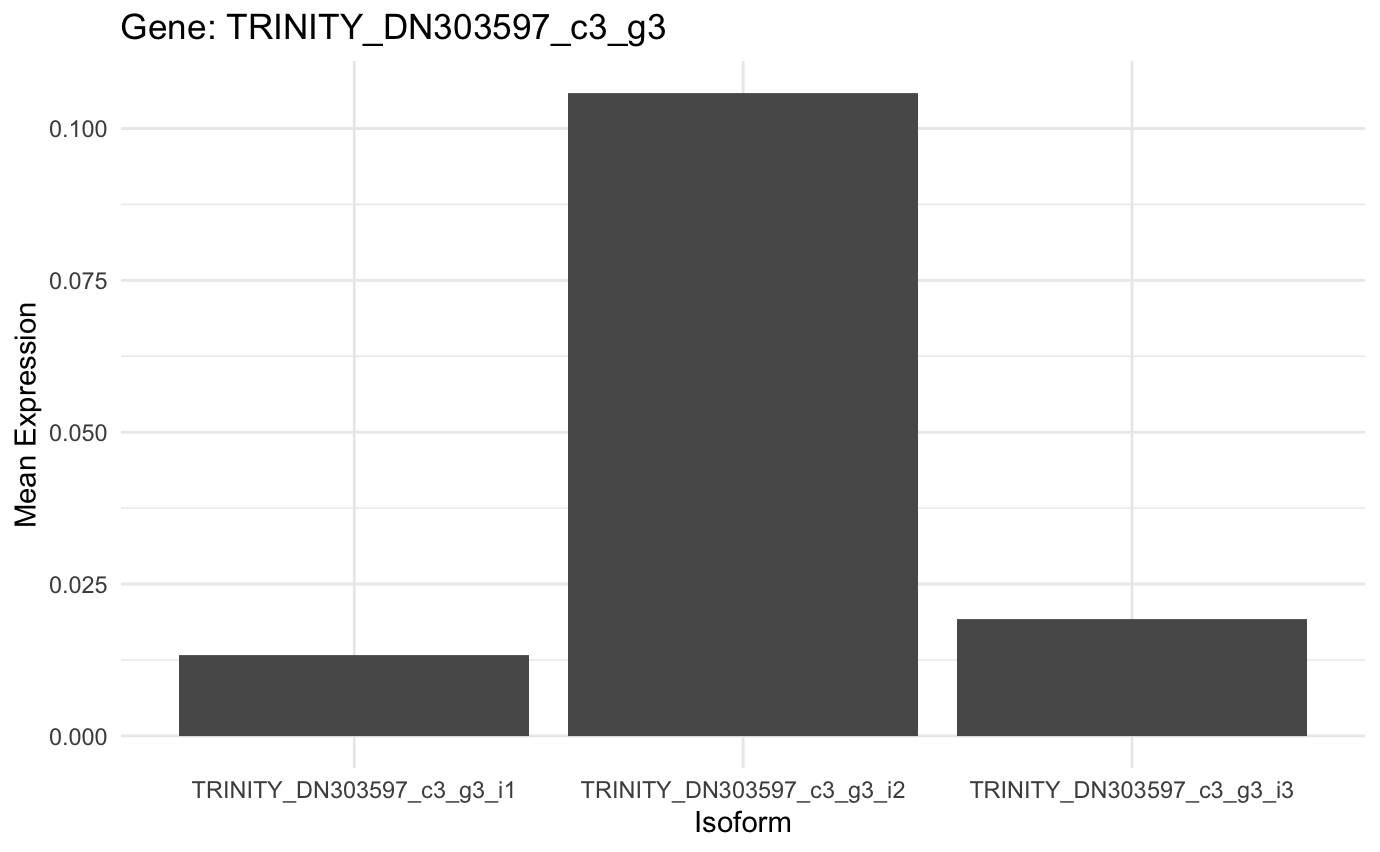 Gene: TRINITY_DN303597_c3_g3
0.100
0.075
0.050
0.025
0.000
Mean Expression
TRINITY_DN303597_c3_g3_i1 TRINITY_DN303597_c3_g3_i2 TRINITY_DN303597_c3_g3_i3
Isoform